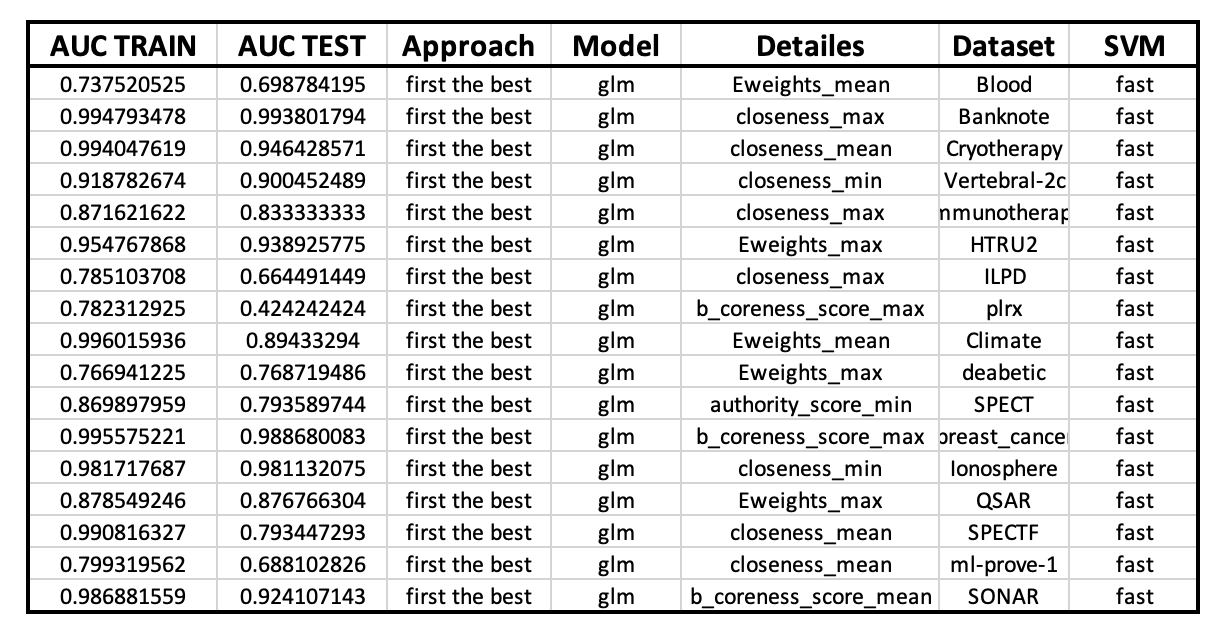 AUC TRAIN AUC TEST Approach Model Detailes Dataset SVM
0.737520525 0.698784195 first the best glm Eweights_mean Blood fast
0.994793478 0.993801794 first the best glm closeness_max Banknote fast
0.994047619 0.946428571 first the best glm closeness_mean Cryotherapy fast
0.918782674 0.900452489 first the best glm closeness_min Vertebral-2c fast
0.871621622 0.833333333 first the best glm closeness_max mmunotherap fast
0.954767868 0.938925775 first the best glm Eweights_max HTRU2 fast
0.785103708 0.664491449 first the best glm closeness_max ILPD fast
0.782312925 0.424242424 first the best glm b_coreness_score_max plrx fast
0.996015936 0.89433294 first the best glm Eweights_mean Climate fast
0.766941225 0.768719486 first the best glm Eweights_max deabetic fast
0.869897959 0.793589744 first the best glm authority_score_min SPECT fast
0.995575221 0.988680083 first the best glm b_coreness_score_max breast_cancer fast
0.981717687 0.981132075 first the best glm closeness_min Ionosphere fast
0.878549246 0.876766304 first the best glm Eweights_max QSAR fast
0.990816327 0.793447293 first the best glm closeness_mean SPECTF fast
0.799319562 0.688102826 first the best glm closeness_mean ml-prove-1 fast
0.986881559 0.924107143 first the best glm b_coreness_score_mean SONAR fast